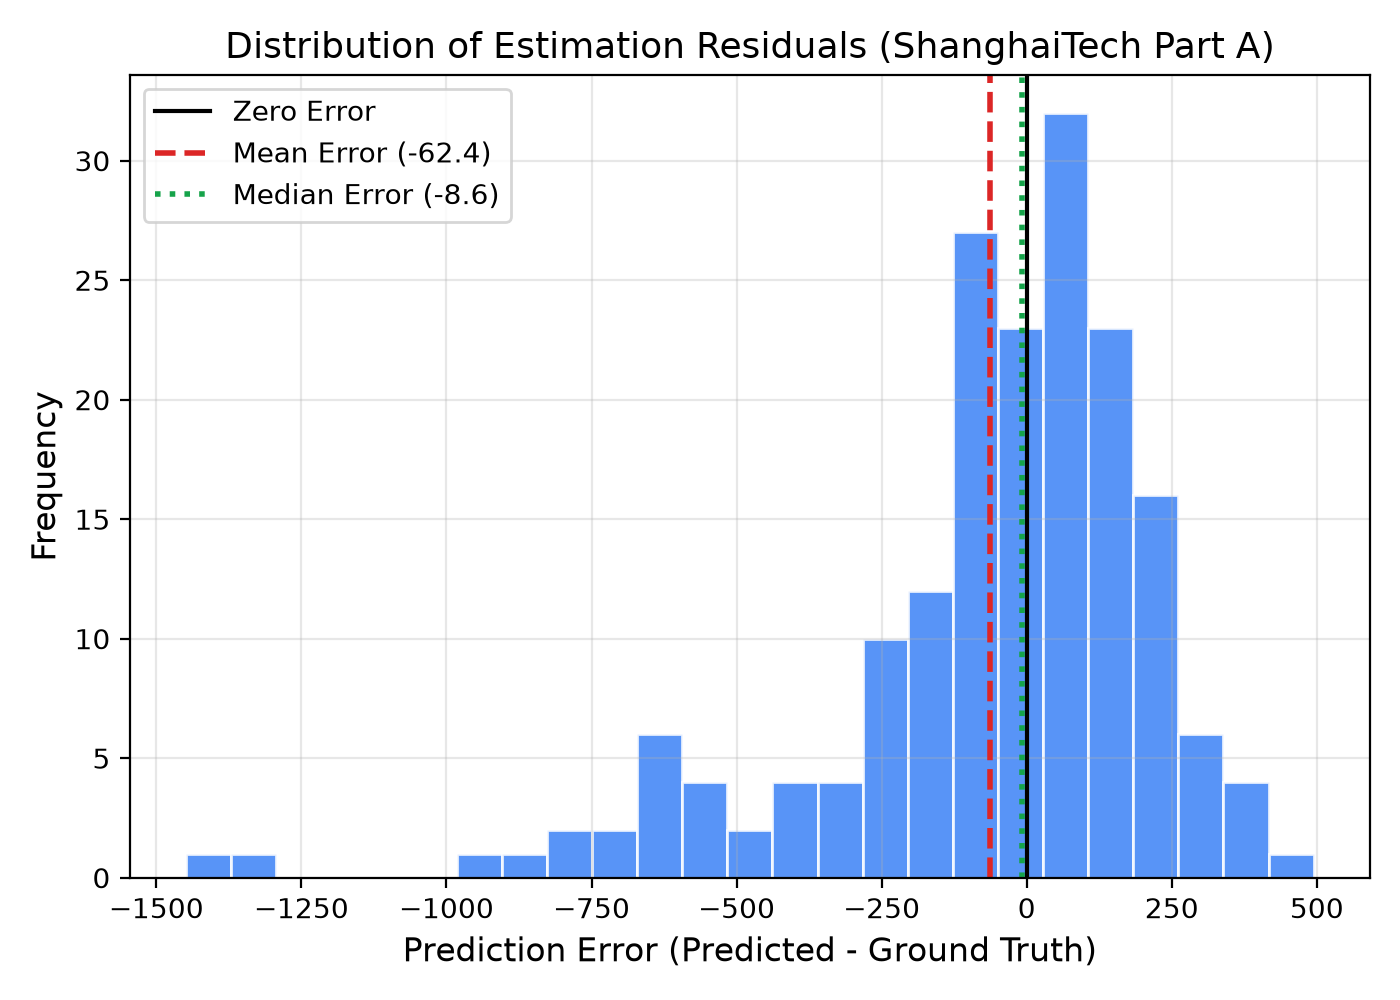 Distribution of Estimation Residuals (ShanghaiTech Part A)
Zero Error
Mean Error (-62.4)
Median Error (-8.6)
Frequency
30
25
20
15
10
5
0
−1500 −1250 −1000 −750 −500 −250 0 250 500
Prediction Error (Predicted - Ground Truth)